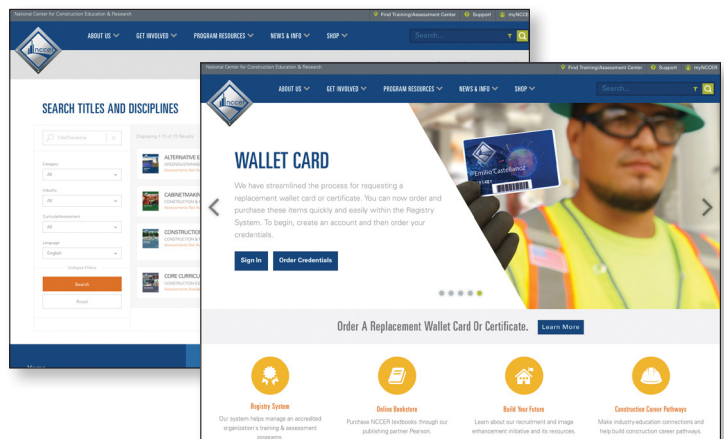 National Center for Construction Education & Research
Find Training/Assessment Center
Support
myNCCE
nccer
ABOUT US
GET INVOLVED
PROGRAM RESOURCES
NEWS & INFO
SHOP
Search...
SEARCH TITLES AND DISCIPLINES
Title/Discipline
Displaying 1-12 of 75 Results
Category
All
Industry
All
Curricula/Assessment
All
Language
English
Collapse Filters
Search
Reset
ALTERNATIVE E
CABINETMAKIN
CONSTRUCTION
CORE CURRICU
National Center for Construction Education & Research
Find Training/Assessment Center
Support
myNCCER
nccer
ABOUT US
GET INVOLVED
PROGRAM RESOURCES
NEWS & INFO
SHOP
Search...
WALLET CARD
We have streamlined the process for requesting a
replacement wallet card or certificate. You can now order and
purchase these items quickly and easily within the Registry
System. To begin, create an account and then order your
credentials.
Sign In
Order Credentials
Emilio Castellanoz
Order A Replacement Wallet Card Or Certificate.
Learn More
Registry System
Our system helps manage an accredited
organization's training & assessment
programs.
Online Bookstore
Purchase NCCER textbooks through our
publishing partner Pearson.
Build Your Future
Learn about our recruitment and image
enhancement initiative and its resources.
Construction Career Pathways
Make industry-education connections and
help build construction career pathways.